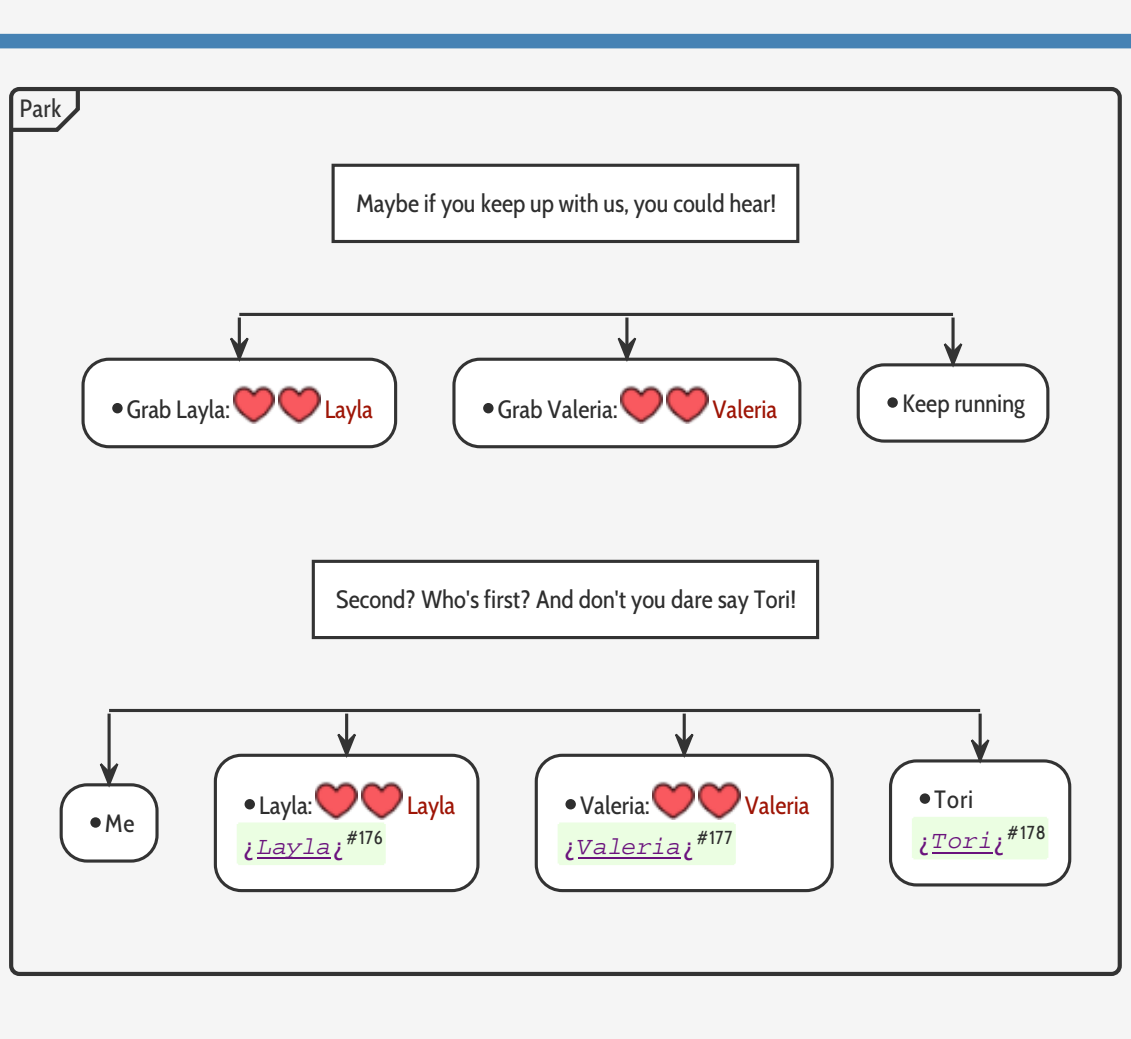 Park
Maybe if you keep up with us, you could hear!
•Grab Layla: Layla
•Grab Valeria: Valeria
•Keep running
Second? Who's first? And don't you dare say Tori!
•Me
•Layla: Layla
¿Layla¿#176
•Valeria: Valeria
¿Valeria¿#177
•Tori
¿Tori¿#178